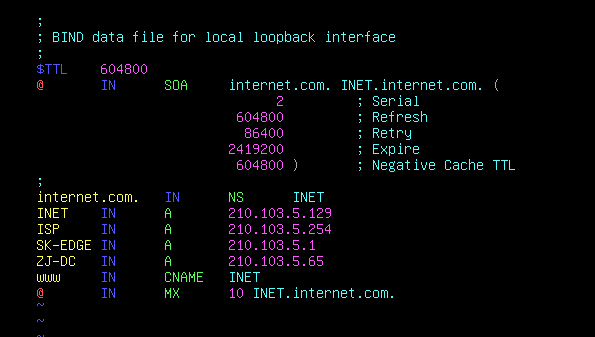 ;
; BIND data file for local loopback interface
;
$TTL 604800
@ IN SOA internet.com. INET.internet.com. (
2 ; Serial
604800 ; Refresh
86400 ; Retry
2419200 ; Expire
604800 ) ; Negative Cache TTL
;
internet.com. IN NS INET
INET IN A 210.103.5.129
ISP IN A 210.103.5.254
SK-EDGE IN A 210.103.5.1
ZJ-DC IN A 210.103.5.65
www IN CNAME INET
@ IN MX 10 INET.internet.com.
~
~
~